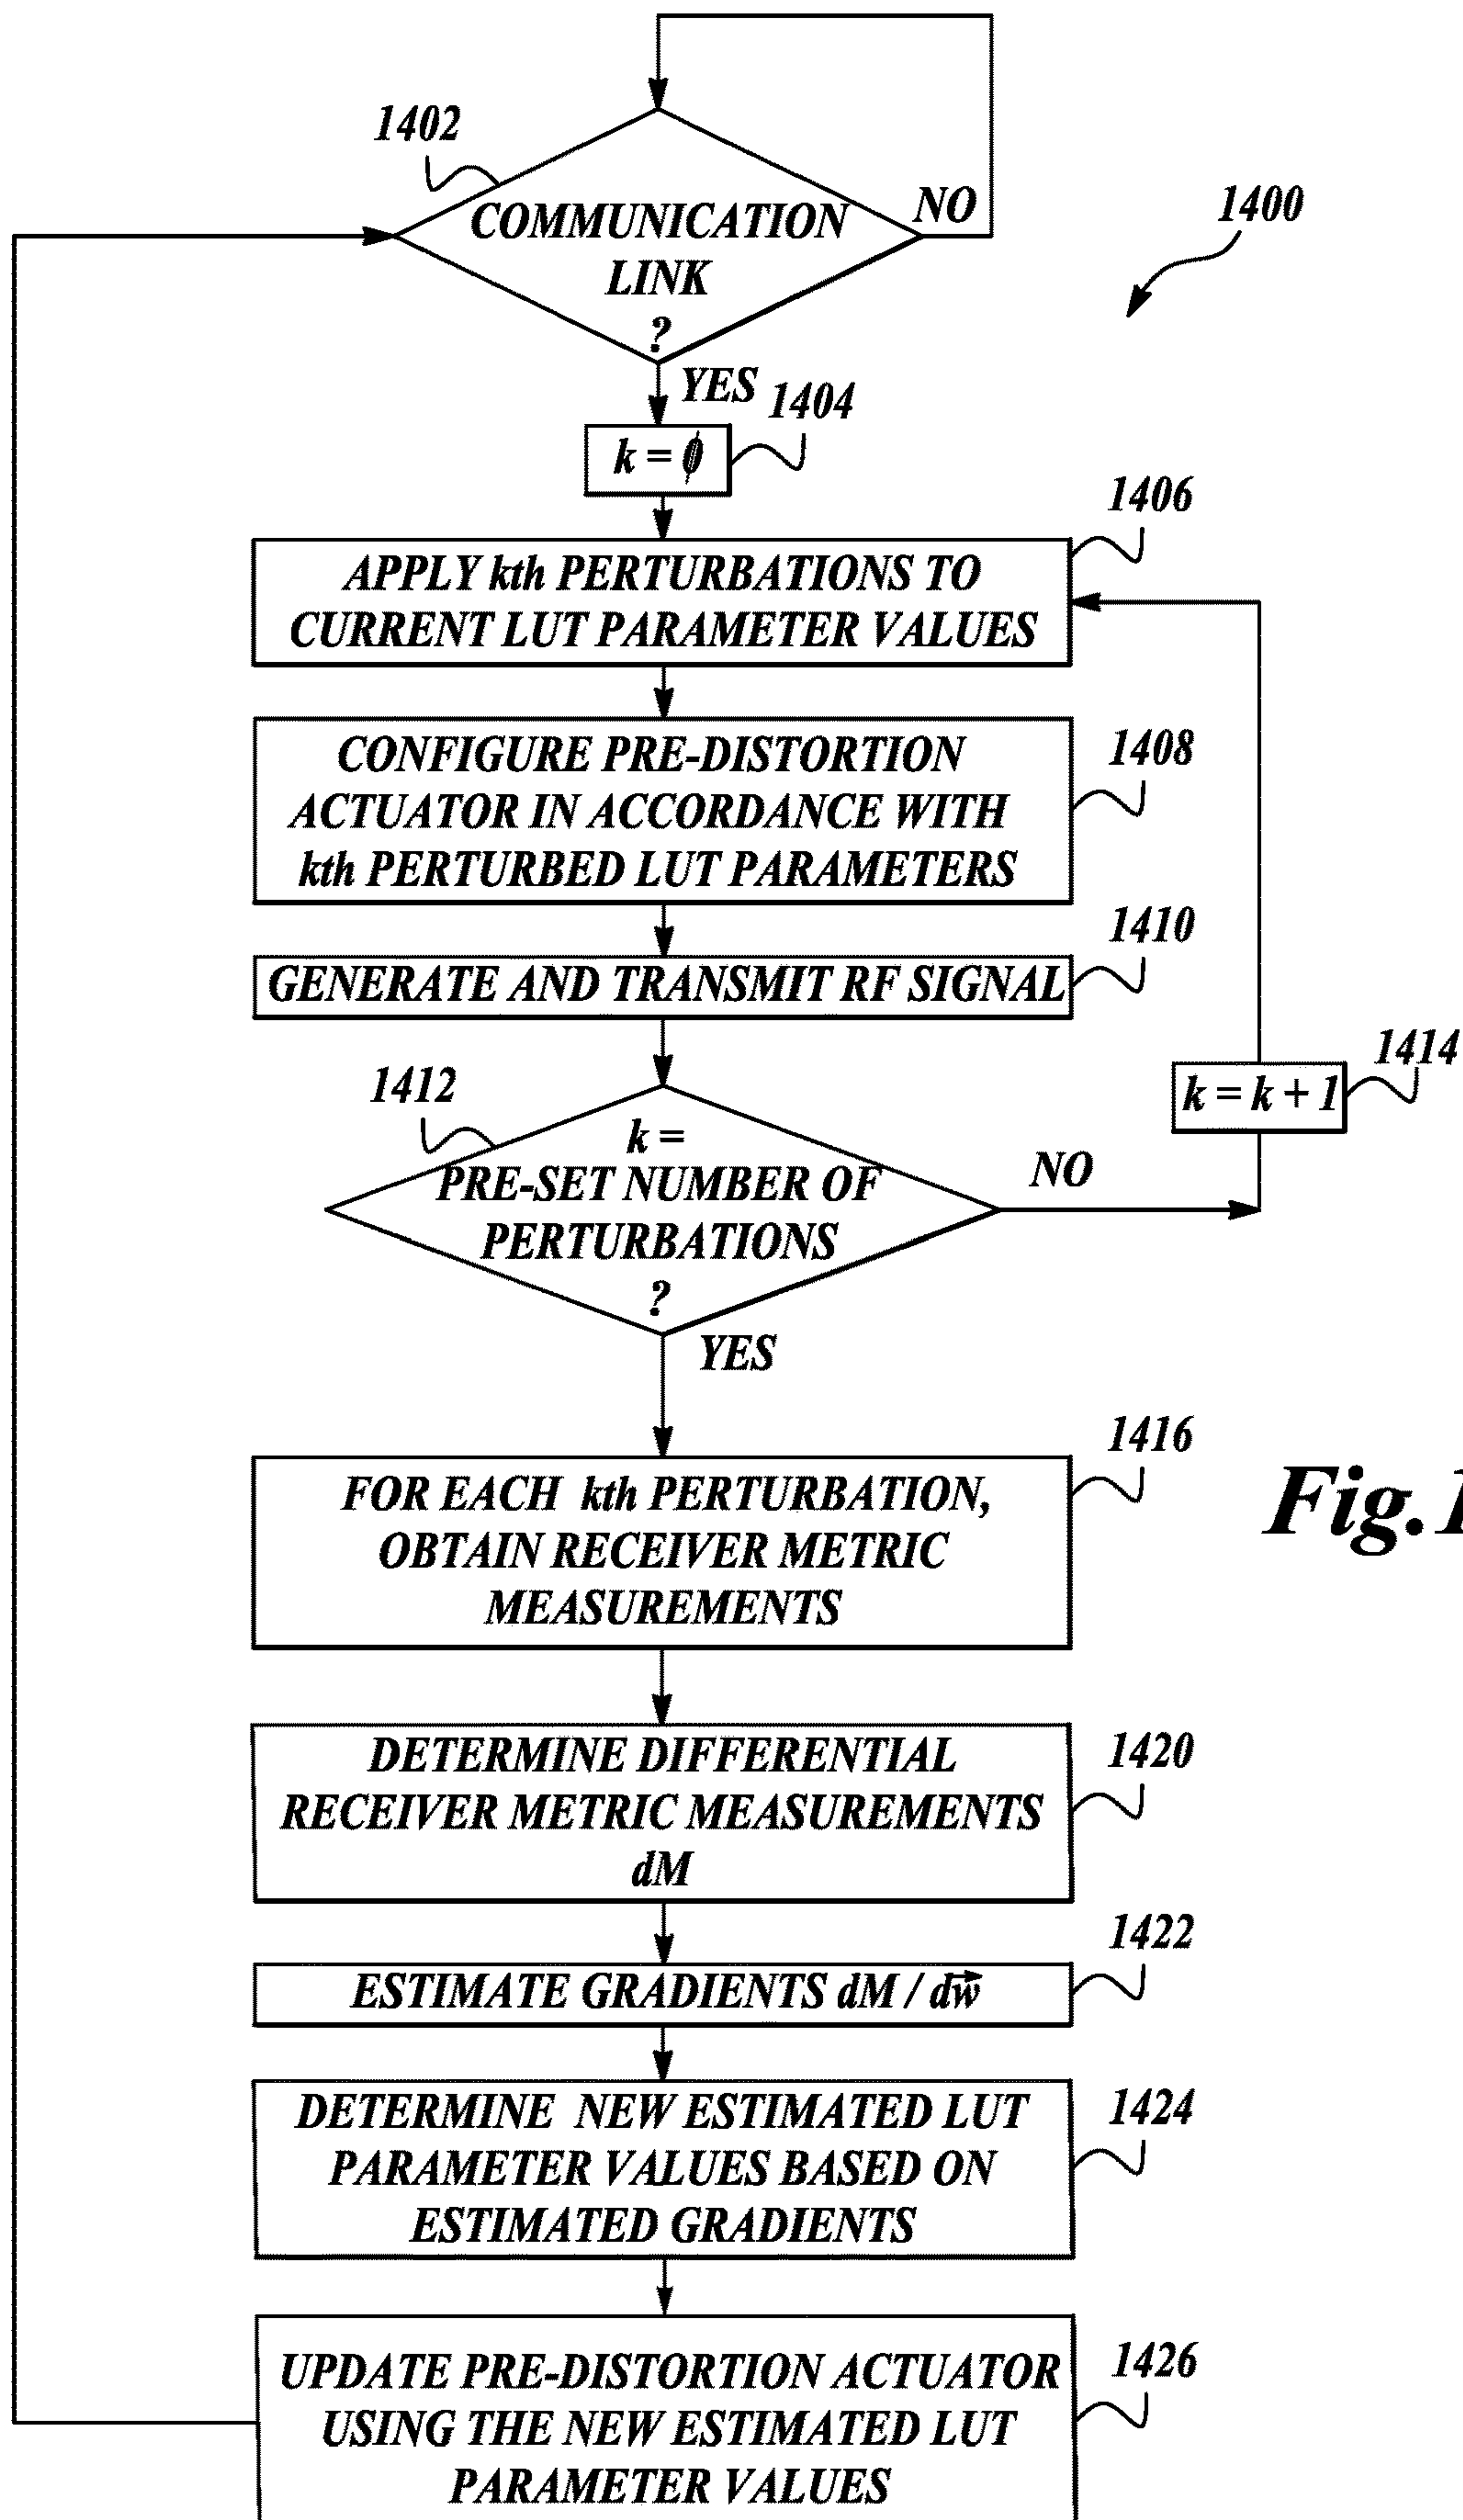 1402
COMMUNICATION
LINK
?
NO
1400
YES
1404
k = ϕ
1406
APPLY kth PERTURBATIONS TO
CURRENT LUT PARAMETER VALUES
CONFIGURE PRE-DISTORTION
ACTUATOR IN ACCORDANCE WITH
kth PERTURBED LUT PARAMETERS
1408
1410
GENERATE AND TRANSMIT RF SIGNAL
1412
k =
PRE-SET NUMBER OF
PERTURBATIONS
?
NO
1414
k = k + 1
YES
1416
FOR EACH kth PERTURBATION,
OBTAIN RECEIVER METRIC
MEASUREMENTS
Fig.1
DETERMINE DIFFERENTIAL
RECEIVER METRIC MEASUREMENTS
dM
1420
1422
ESTIMATE GRADIENTS dM / dw⃗
DETERMINE NEW ESTIMATED LUT
PARAMETER VALUES BASED ON
ESTIMATED GRADIENTS
1424
UPDATE PRE-DISTORTION ACTUATOR
USING THE NEW ESTIMATED LUT
PARAMETER VALUES
1426